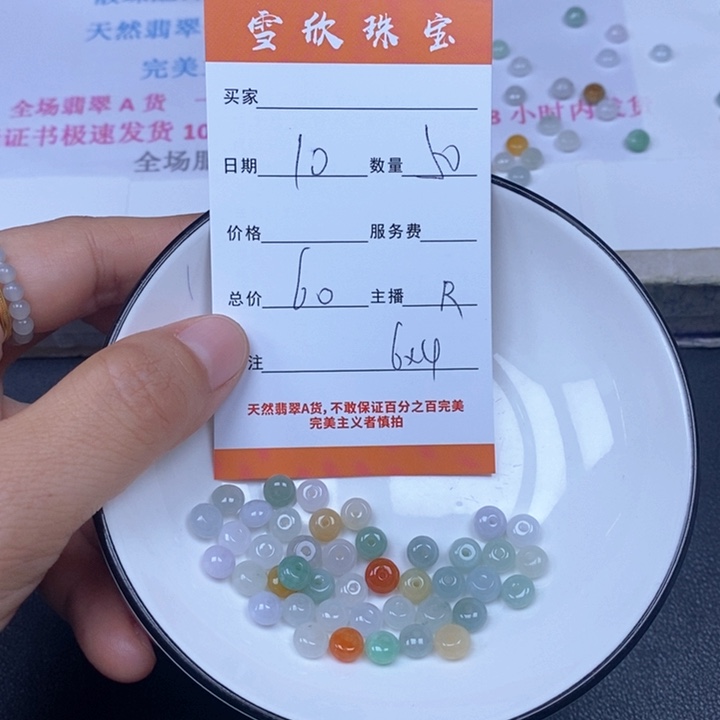 天然翡翠
完美
全场翡翠A货
证书极速发货10
小时内发货
全场
雪欣珠宝
买家
日期 10 数量 50
价格 服务费
总价 60 主播 R
注 6x4
天然翡翠A货,不敢保证百分之百完美
完美主义者慎拍